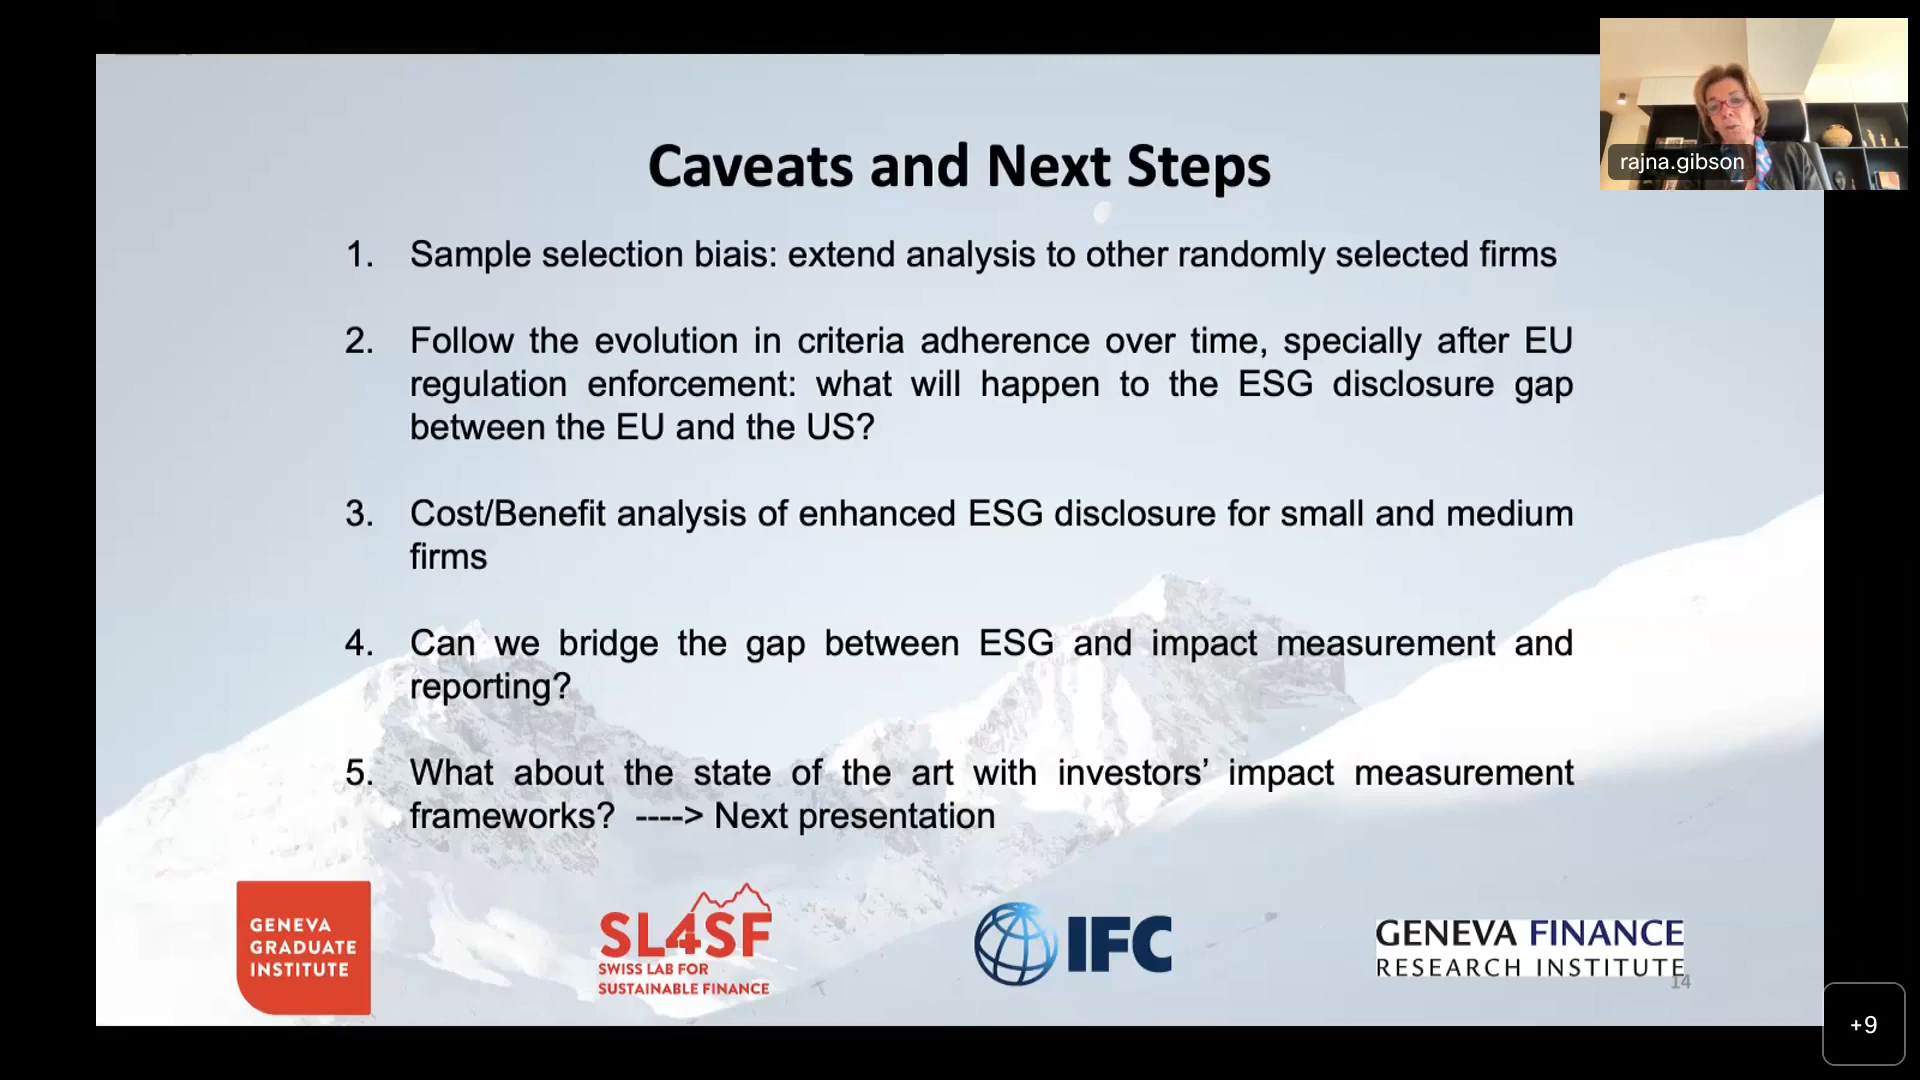 rajna.gibson
Caveats and Next Steps
1. Sample selection biais: extend analysis to other randomly selected firms
2. Follow the evolution in criteria adherence over time, specially after EU
regulation enforcement: what will happen to the ESG disclosure gap
between the EU and the US?
3. Cost/Benefit analysis of enhanced ESG disclosure for small and medium
firms
4. Can we bridge the gap between ESG and impact measurement and
reporting?
5. What about the state of the art with investors’ impact measurement
frameworks? ----> Next presentation
GENEVA
GRADUATE
INSTITUTE
SL4SF
SWISS LAB FOR
SUSTAINABLE FINANCE
IFC
GENEVA FINANCE
RESEARCH INSTITUTE
14
+9